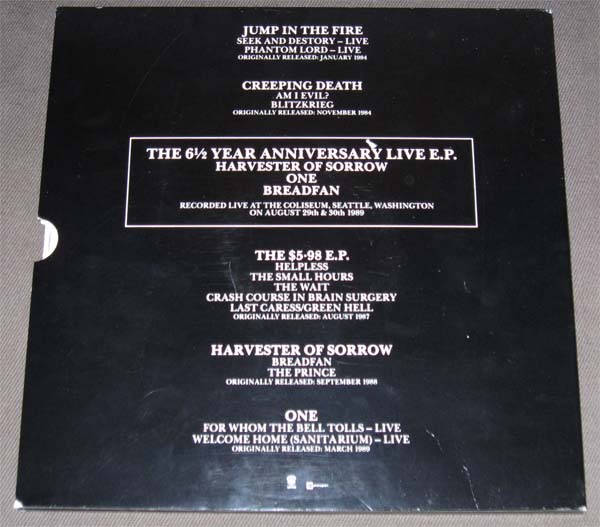 JUMP IN THE FIRE
SEEK AND DESTORY – LIVE
PHANTOM LORD – LIVE
ORIGINALLY RELEASED: JANUARY 1984
CREEPING DEATH
AM I EVIL?
BLITZKRIEG
ORIGINALLY RELEASED: NOVEMBER 1984
THE 6½ YEAR ANNIVERSARY LIVE E.P.
HARVESTER OF SORROW
ONE
BREADFAN
RECORDED LIVE AT THE COLISEUM, SEATTLE, WASHINGTON
ON AUGUST 29th & 30th 1989
THE $5·98 E.P.
HELPLESS
THE SMALL HOURS
THE WAIT
CRASH COURSE IN BRAIN SURGERY
LAST CARESS/GREEN HELL
ORIGINALLY RELEASED: AUGUST 1987
HARVESTER OF SORROW
BREADFAN
THE PRINCE
ORIGINALLY RELEASED: SEPTEMBER 1988
ONE
FOR WHOM THE BELL TOLLS – LIVE
WELCOME HOME (SANITARIUM) – LIVE
ORIGINALLY RELEASED: MARCH 1989